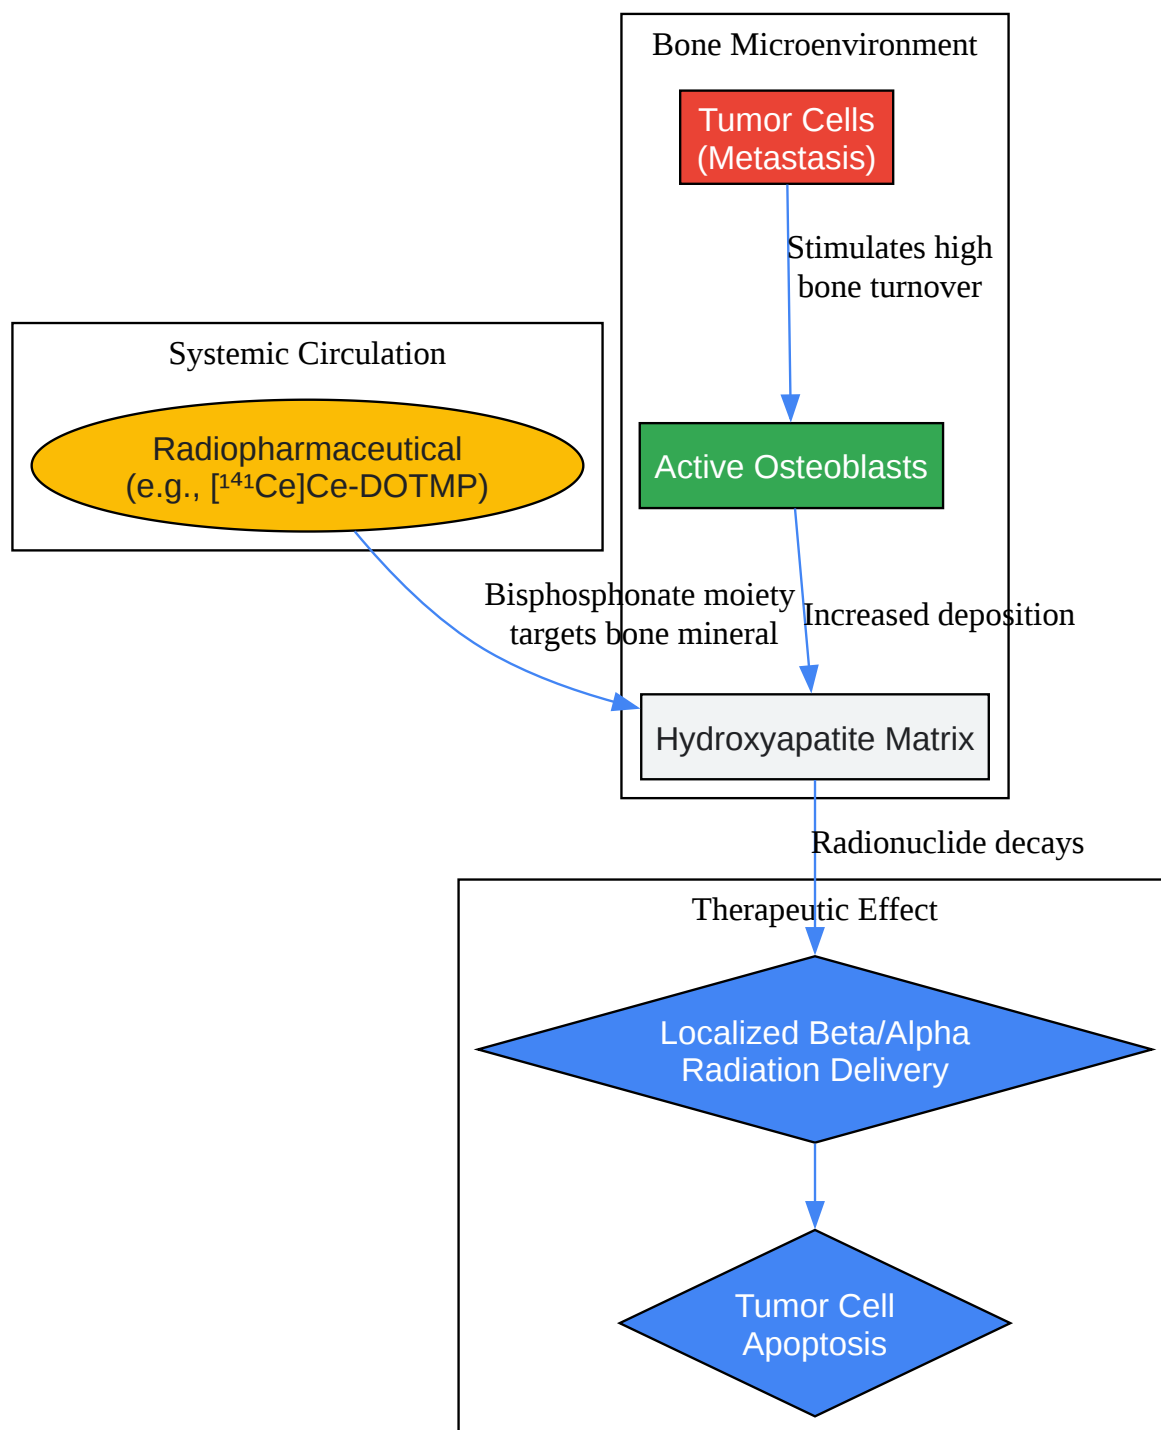 Bone Microenvironment
Tumor Cells
(Metastasis)
Stimulates high
bone turnover
Systemic Circulation
Radiopharmaceutical
(e.g., [¹⁴¹Ce]Ce-DOTMP)
Active Osteoblasts
Bisphosphonate moiety
targets bone mineral
Increased deposition
Hydroxyapatite Matrix
Radionuclide decays
Therapeutic Effect
Localized Beta/Alpha
Radiation Delivery
Tumor Cell
Apoptosis